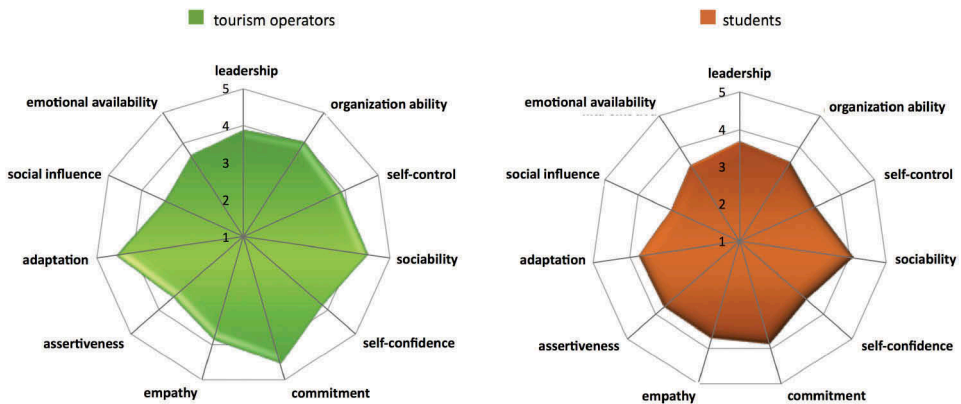 tourism operators
students
leadership
organization ability
self-control
sociability
self-confidence
commitment
empathy
assertiveness
adaptation
social influence
emotional availability
5
4
3
2
1
leadership
organization ability
self-control
sociability
self-confidence
commitment
empathy
assertiveness
adaptation
social influence
emotional availability
5
4
3
2
1